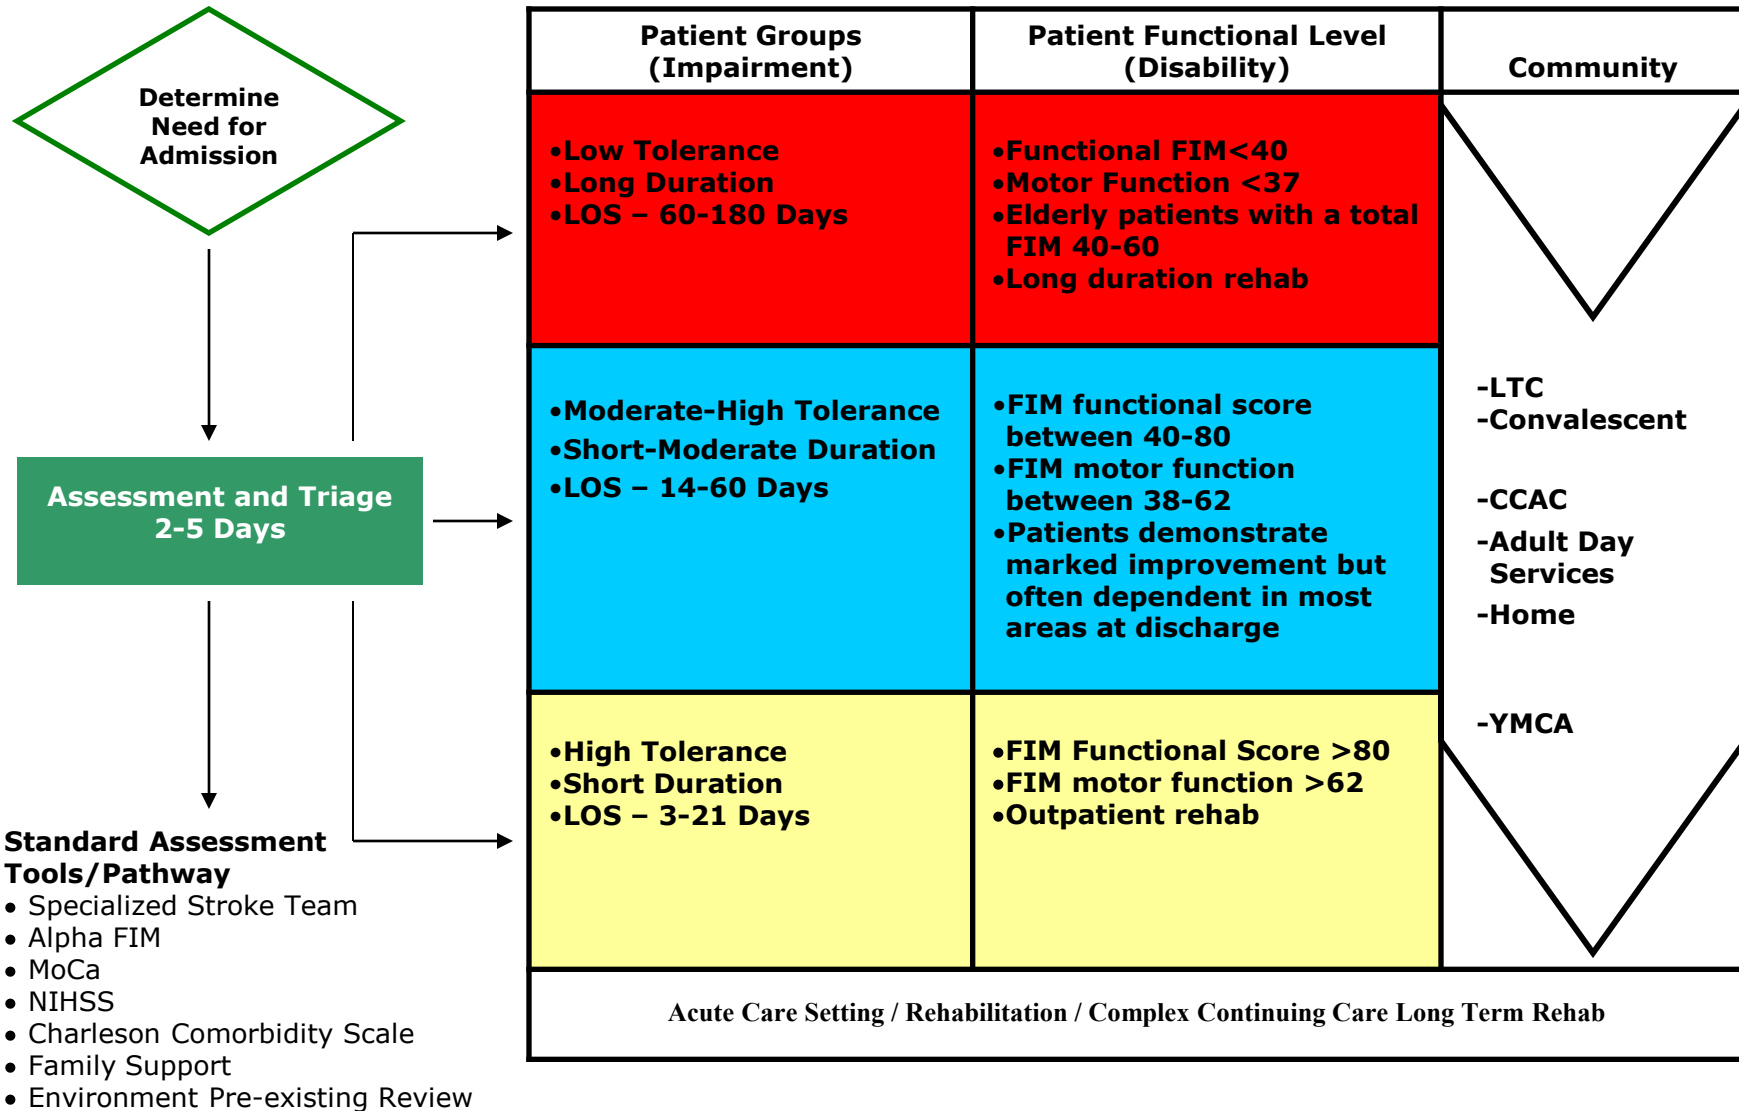 Determine
Need for
Admission
Assessment and Triage
2-5 Days
Standard Assessment
Tools/Pathway
• Specialized Stroke Team
• Alpha FIM
• MoCa
• NIHSS
• Charleson Comorbidity Scale
• Family Support
• Environment Pre-existing Review
Patient Groups
(Impairment)
Patient Functional Level
(Disability)
Community
•Low Tolerance
•Long Duration
•LOS – 60-180 Days
•Functional FIM<40
•Motor Function <37
•Elderly patients with a total
FIM 40-60
•Long duration rehab
•Moderate-High Tolerance
•Short-Moderate Duration
•LOS – 14-60 Days
•FIM functional score
between 40-80
•FIM motor function
between 38-62
•Patients demonstrate
marked improvement but
often dependent in most
areas at discharge
•High Tolerance
•Short Duration
•LOS – 3-21 Days
•FIM Functional Score >80
•FIM motor function >62
•Outpatient rehab
-LTC
-Convalescent
-CCAC
-Adult Day
Services
-Home
-YMCA
Acute Care Setting / Rehabilitation / Complex Continuing Care Long Term Rehab